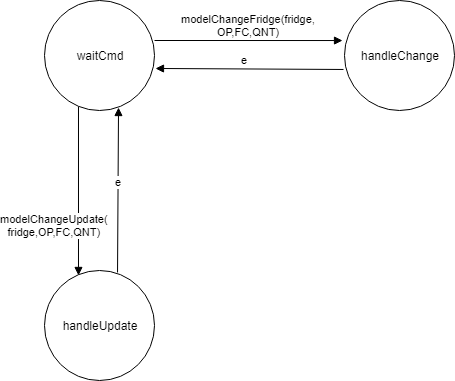 modelChangeFridge(fridge,
OP,FC,QNT)
waitCmd
handleChange
e
e
modelChangeUpdate(
fridge,OP,FC,QNT)
handleUpdate